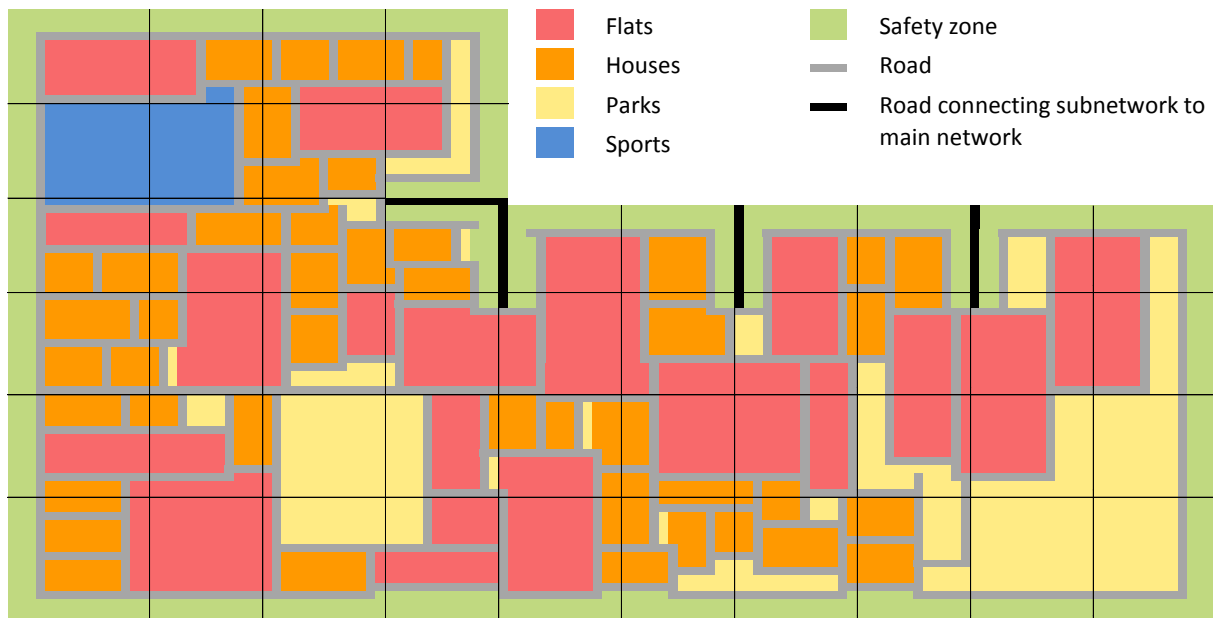 Flats
Houses
Parks
Sports
Safety zone
Road
Road connecting subnetwork to
main network